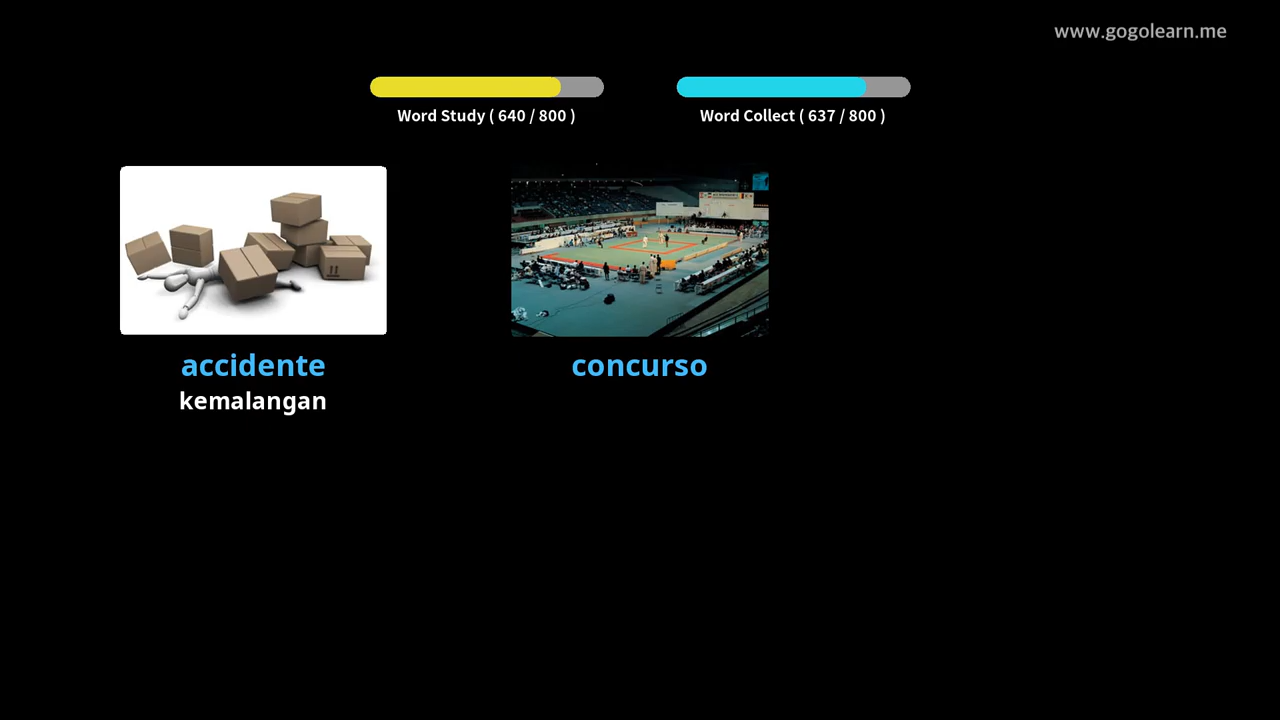 www.gogolearn.me
Word Study ( 640 / 800 )
Word Collect ( 637 / 800 )
accidente
kemalangan
concurso